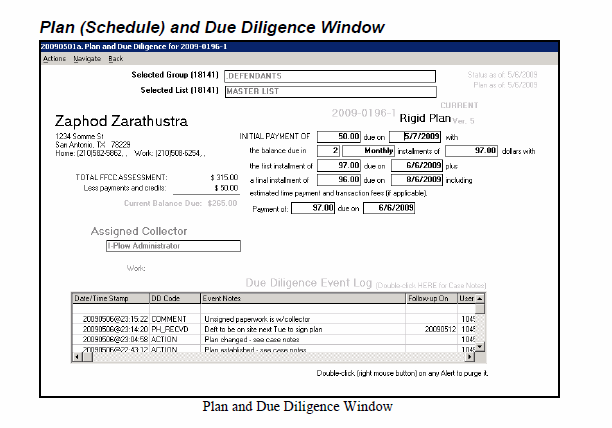 Plan (Schedule) and Due Diligence Window
20090501a. Plan and Due Diligence for 2009-0196-1
Actions Navigate Back
Selected Group (18141) .DEFENDANTS Status as of: 5/6/2009
Selected List (18141) MASTER LIST Plan as of: 5/6/2009
CURRENT
2009-0196-1 Rigid Plan Ver. 5
Zaphod Zarathustra
1234 Somme St
San Antonio, TX 78229
Home: (210)562-5662, , Work: (210)508-6254, ,
INITIAL PAYMENT OF 50.00 due on 5/7/2009 with
the balance due in 2 Monthly installments of 97.00 dollars with
the first installment of 97.00 due on 6/6/2009 plus
a final installment of 96.00 due on 8/6/2009 including
estimated time payment and transaction fees (if applicable).
Payment of: 97.00 due on 6/6/2009
TOTAL FFC ASSESSMENT: $ 315.00
Less payments and credits: $ 50.00
Current Balance Due: $265.00
Assigned Collector
I-Plow Administrator
Work:
Due Diligence Event Log (Double-click HERE for Case Notes)
Date/Time Stamp DD Code Event Notes Follow-up On User
20090506@23:15:22 COMMENT Unsigned paperwork is w/collector 1045
20090506@23:14:20 PH_RECVD Deft to be on site next Tue to sign plan 20090512 1045
20090506@23:04:58 ACTION Plan changed - see case notes 1045
20090506@22:43:12 ACTION Plan established - see case notes 1045
Double-click (right mouse button) on any Alert to purge it.
Plan and Due Diligence Window